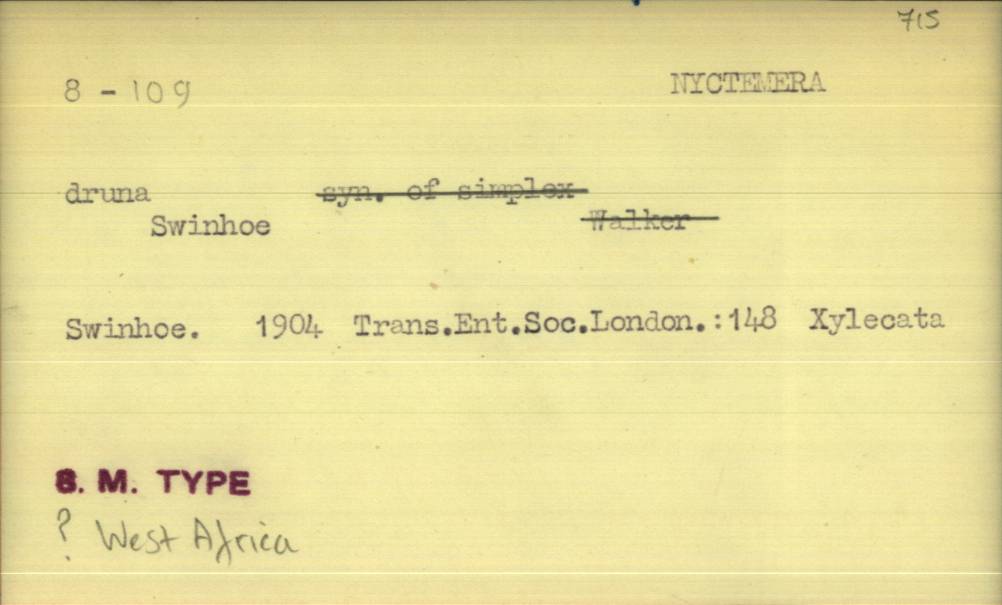 715
8 - 109 NYCTEMERA
druna syn. of simplex
Swinhoe Walker
Swinhoe. 1904 Trans.Ent.Soc.London.:148 Xylecata
B. M. TYPE
? West Africa